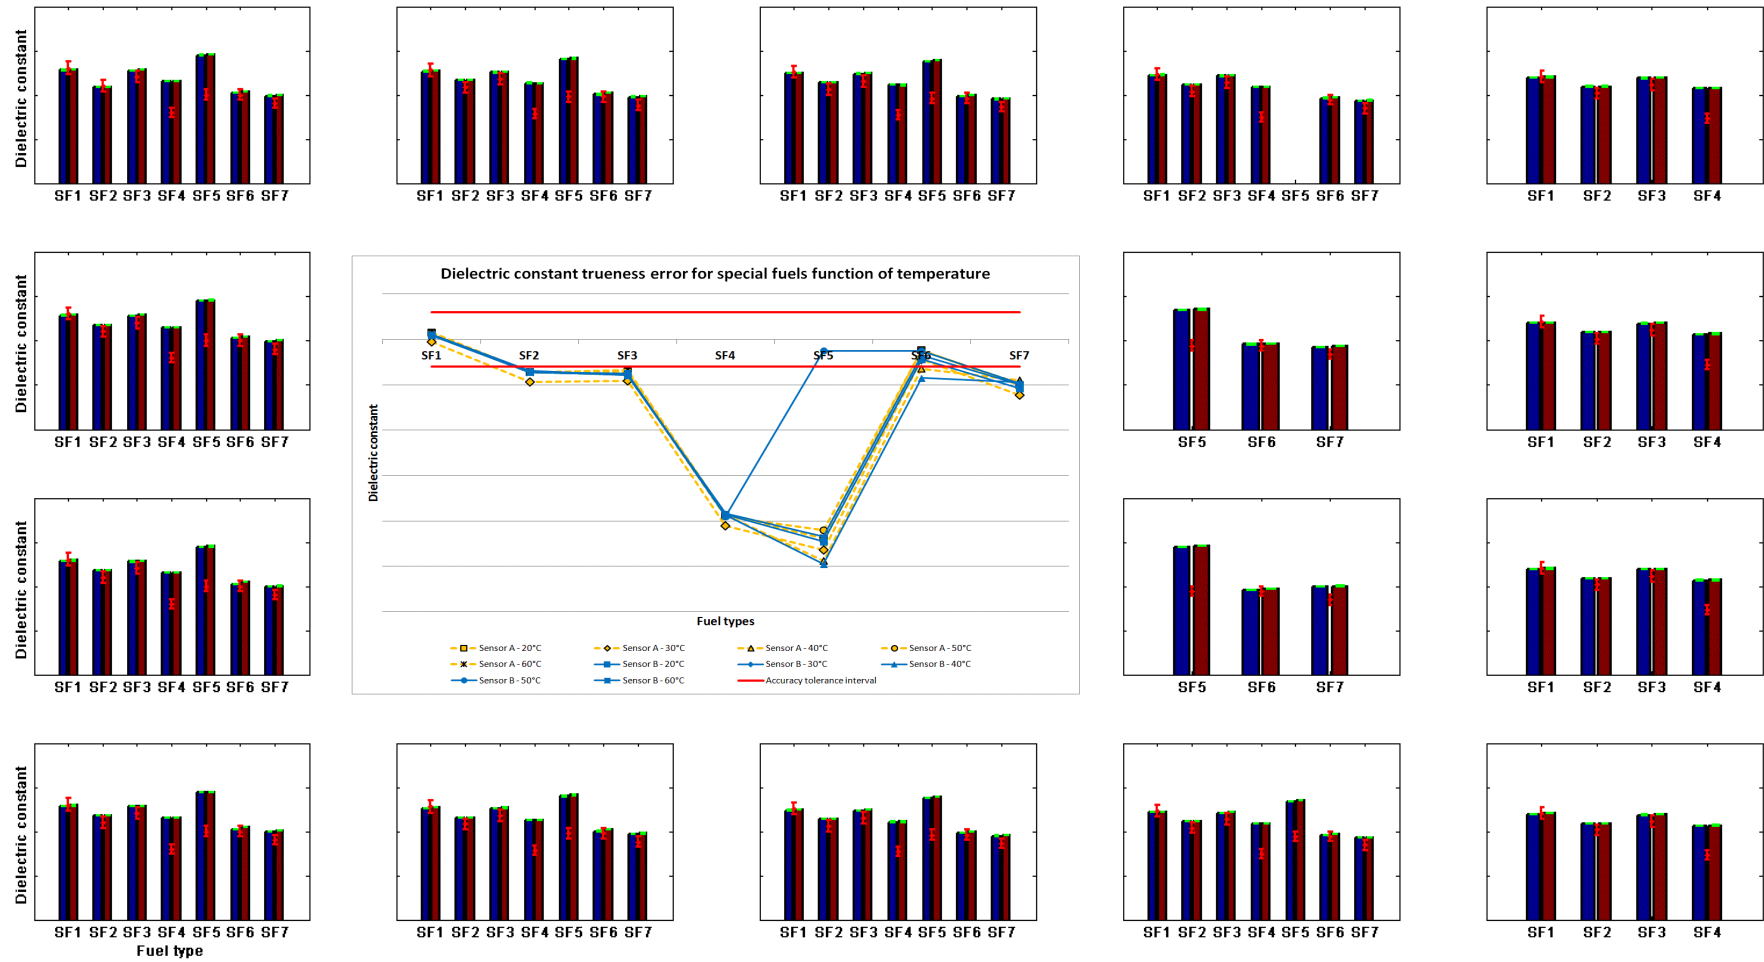 Dielectric constant
SF1 SF2 SF3 SF4 SF5 SF6 SF7
SF1 SF2 SF3 SF4 SF5 SF6 SF7
SF1 SF2 SF3 SF4 SF5 SF6 SF7
SF1 SF2 SF3 SF4 SF5 SF6 SF7
SF1 SF2 SF3 SF4
Dielectric constant
SF1 SF2 SF3 SF4 SF5 SF6 SF7
Dielectric constant trueness error for special fuels function of temperature
SF1 SF2 SF3 SF4 SF5 SF6 SF7
Dielectric constant
Fuel types
Sensor A - 20°C Sensor A - 30°C Sensor A - 40°C Sensor A - 50°C
Sensor A - 60°C Sensor B - 20°C Sensor B - 30°C Sensor B - 40°C
Sensor B - 50°C Sensor B - 60°C Accuracy tolerance interval
SF5 SF6 SF7
SF1 SF2 SF3 SF4
Dielectric constant
SF1 SF2 SF3 SF4 SF5 SF6 SF7
SF5 SF6 SF7
SF1 SF2 SF3 SF4
Dielectric constant
SF1 SF2 SF3 SF4 SF5 SF6 SF7
Fuel type
SF1 SF2 SF3 SF4 SF5 SF6 SF7
SF1 SF2 SF3 SF4 SF5 SF6 SF7
SF1 SF2 SF3 SF4 SF5 SF6 SF7
SF1 SF2 SF3 SF4